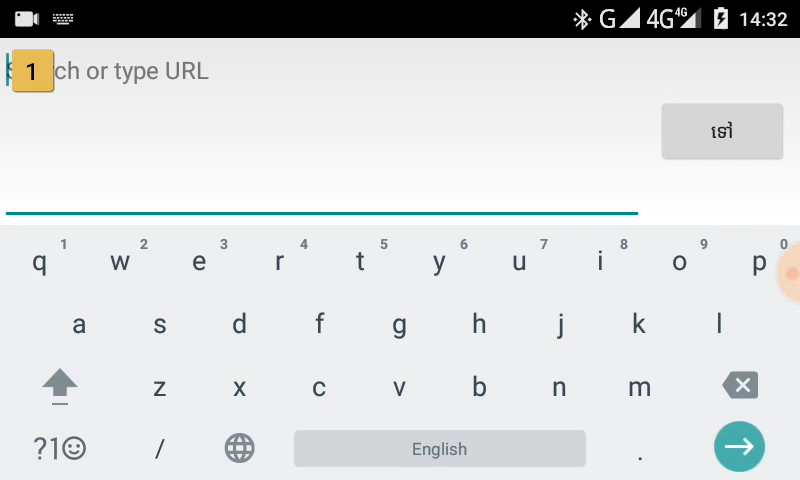 G 4G 4G 14:32
1
ch or type URL
ទៅ
q 1 w 2 e 3 r 4 t 5 y 6 u 7 i 8 o 9 p 0
a s d f g h j k l
z x c v b n m
?1 / English .